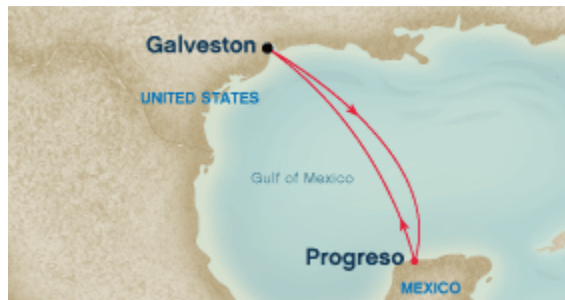 Galveston
UNITED STATES
Gulf of Mexico
Progreso
MEXICO